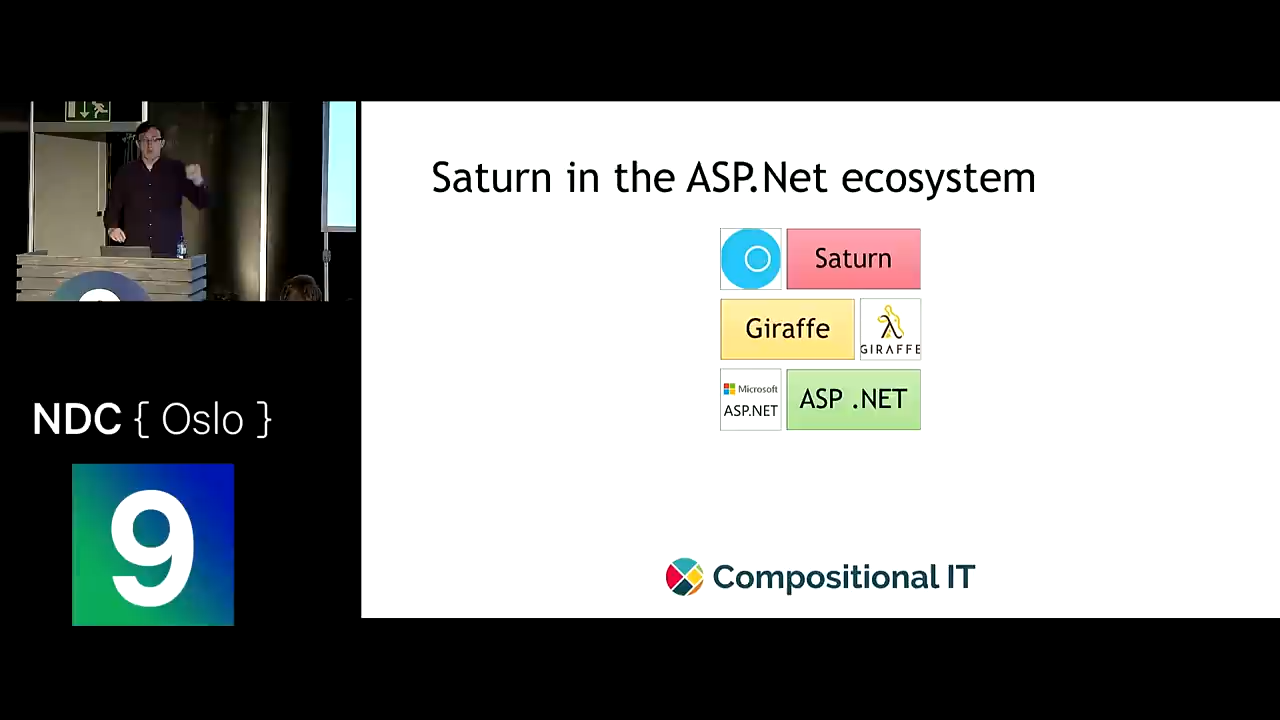 Saturn in the ASP.Net ecosystem
Saturn
Giraffe
GIRAFFE
Microsoft
ASP.NET
ASP .NET
Compositional IT
NDC { Oslo }
9